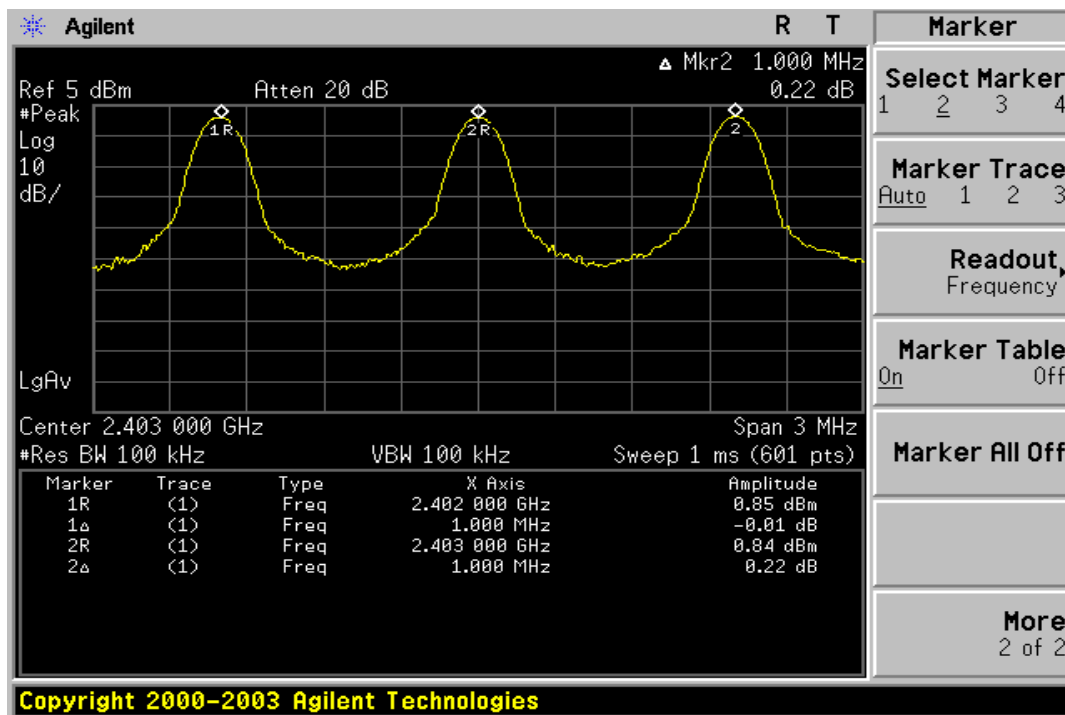 Agilent R T
Marker
△ Mkr2 1.000 MHz
Ref 5 dBm Atten 20 dB 0.22 dB
#Peak
Log
10
dB/
1R 2R 2
LgAv
Center 2.403 000 GHz Span 3 MHz
#Res BW 100 kHz VBW 100 kHz Sweep 1 ms (601 pts)
Marker Trace Type X Axis Amplitude
1R (1) Freq 2.402 000 GHz 0.85 dBm
1△ (1) Freq 1.000 MHz -0.01 dB
2R (1) Freq 2.403 000 GHz 0.84 dBm
2△ (1) Freq 1.000 MHz 0.22 dB
Select Marker
1 2 3 4
Marker Trace
Auto 1 2 3
Readout
Frequency
Marker Table
On Off
Marker All Off
More
2 of 2
Copyright 2000-2003 Agilent Technologies